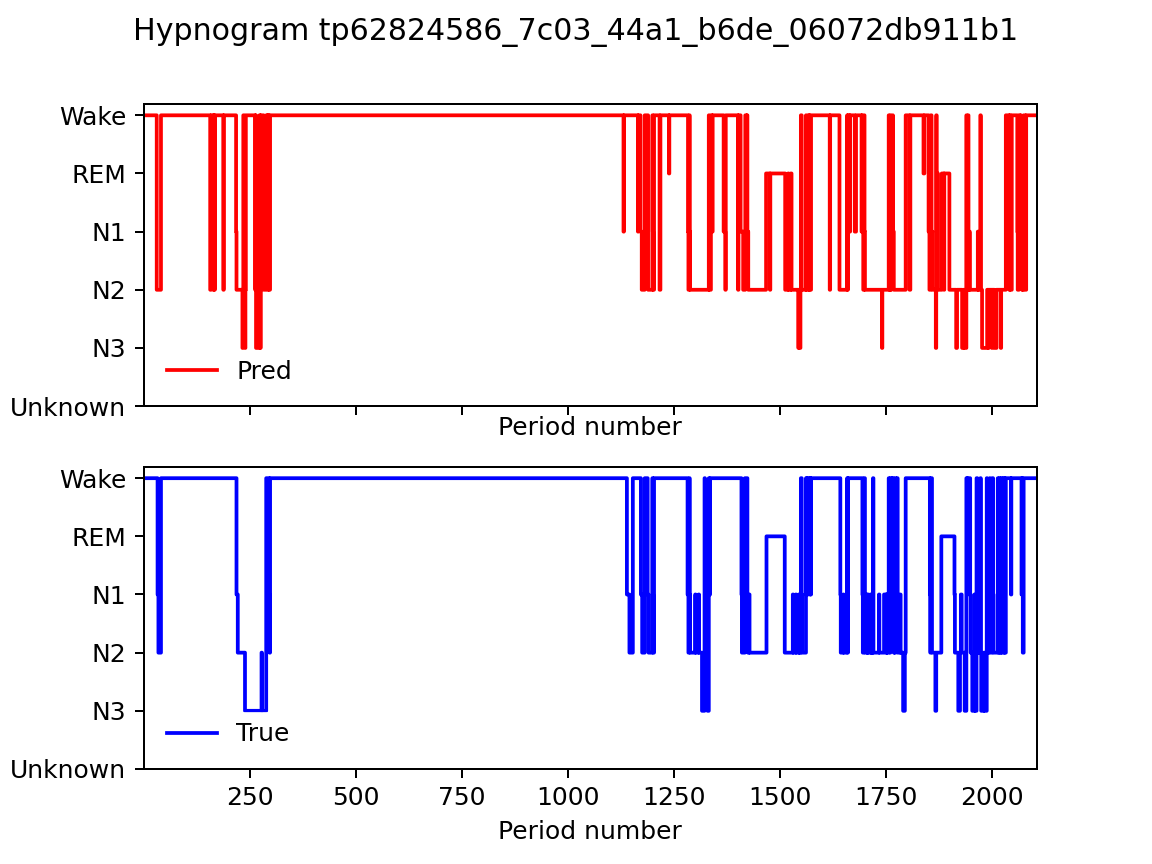 Hypnogram tp62824586_7c03_44a1_b6de_06072db911b1
Wake
REM
N1
N2
N3
Unknown
Pred
Period number
Wake
REM
N1
N2
N3
Unknown
True
250 500 750 1000 1250 1500 1750 2000
Period number